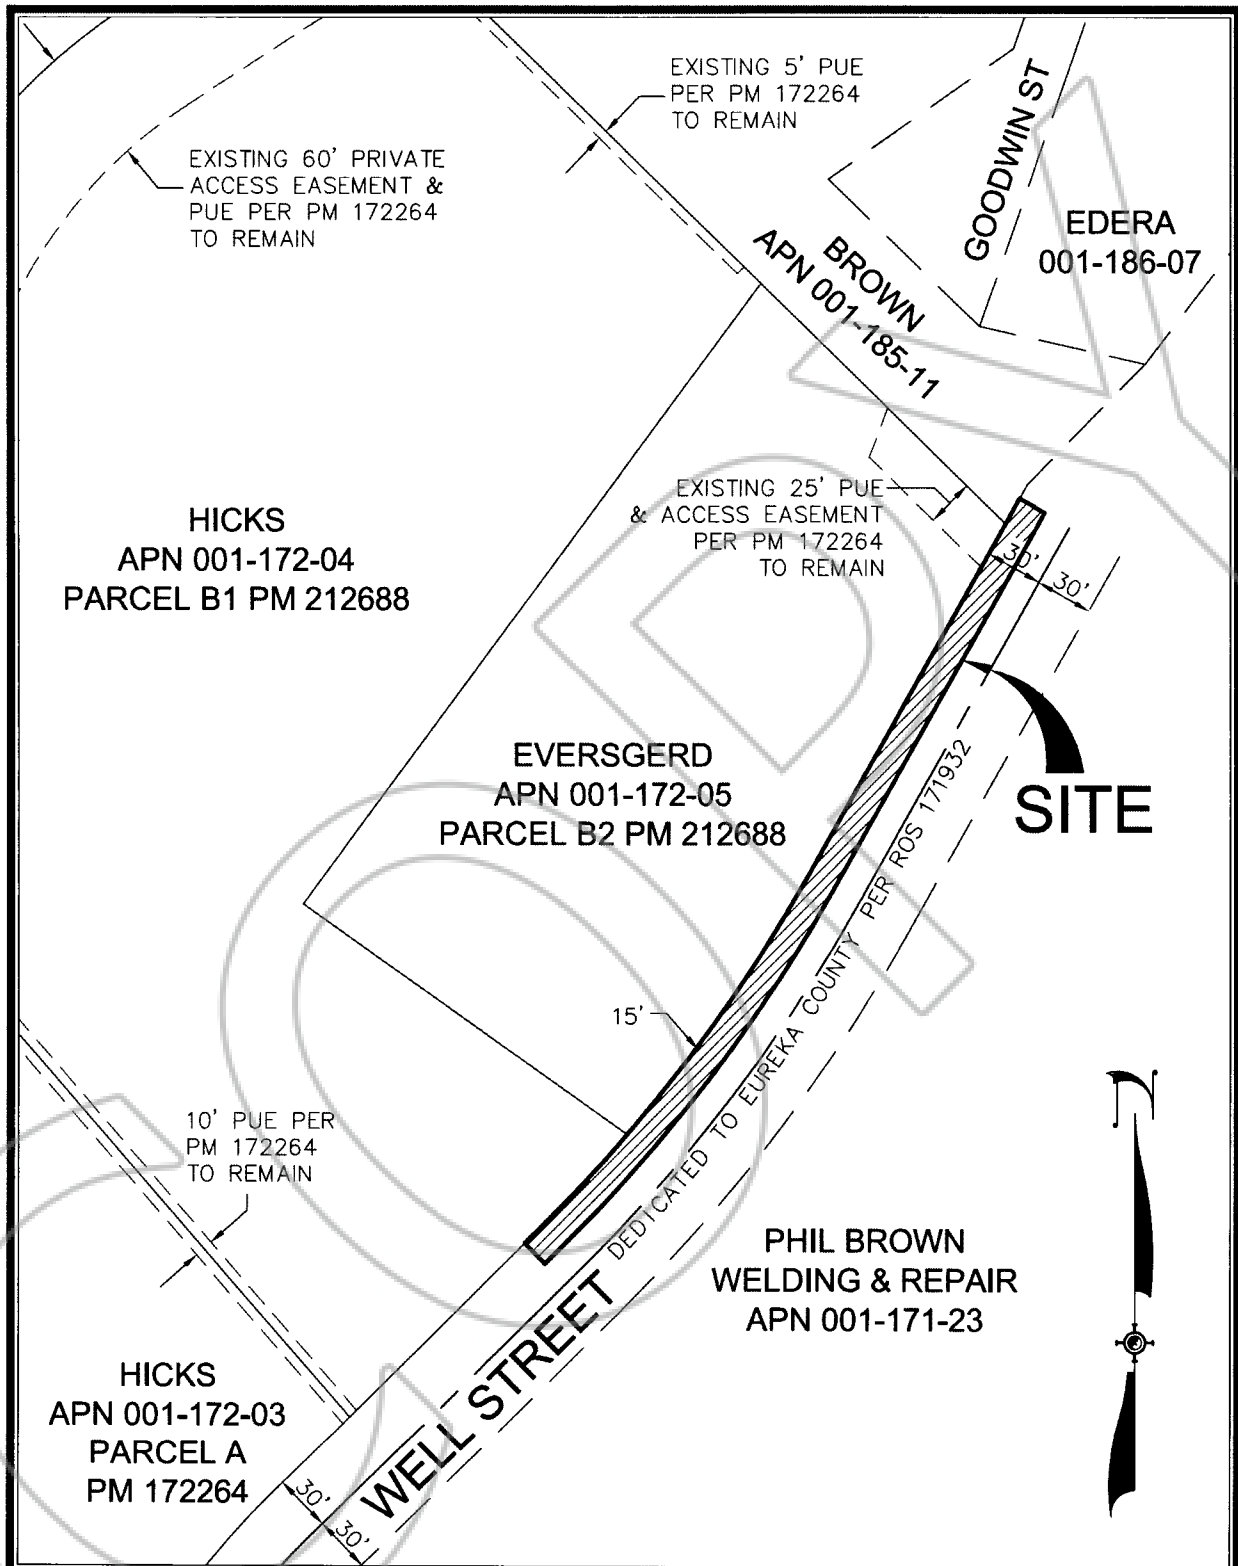 EXISTING 5' PUE
PER PM 172264
TO REMAIN
GOODWIN ST
EXISTING 60' PRIVATE
ACCESS EASEMENT &
PUE PER PM 172264
TO REMAIN
EDERA
001-186-07
BROWN
APN 001-185-11
EXISTING 25' PUE
& ACCESS EASEMENT
PER PM 172264
TO REMAIN
HICKS
APN 001-172-04
PARCEL B1 PM 212688
30'
30'
EVERSGERD
APN 001-172-05
PARCEL B2 PM 212688
SITE
15'
DEDICATED TO EUREKA COUNTY PER ROS 171932
10' PUE PER
PM 172264
TO REMAIN
PHIL BROWN
WELDING & REPAIR
APN 001-171-23
WELL STREET
HICKS
APN 001-172-03
PARCEL A
PM 172264
30'
30'
N
COPY